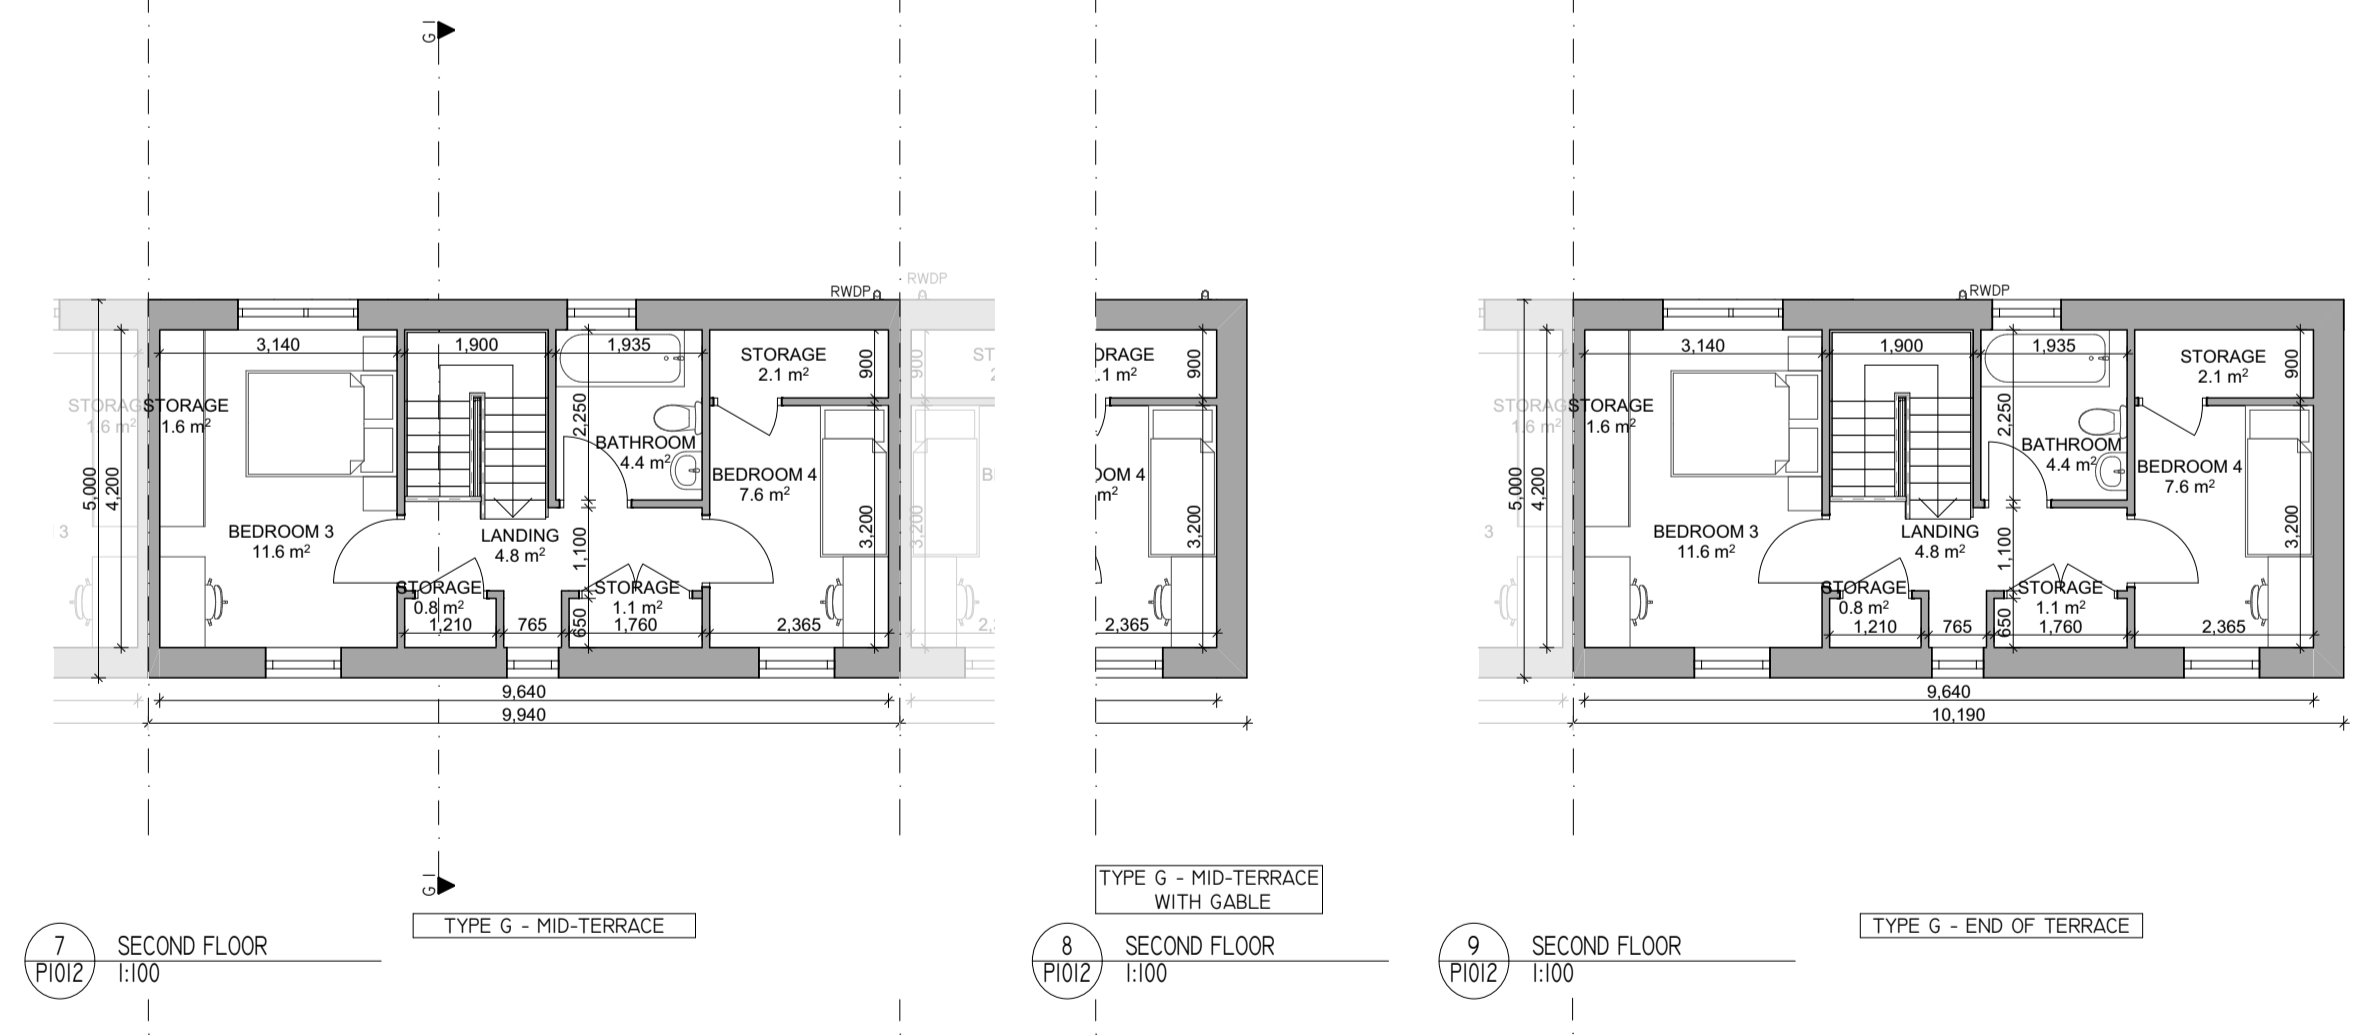 G1
RWDP
RWDP
3,140
1,900
1,935
STORAGE
2.1 m²
900
900
STORAGE
1.6 m²
STORAGE
1.6 m²
2,250
BATHROOM
4.4 m²
BEDROOM 4
7.6 m²
5,000
4,200
BEDROOM 3
11.6 m²
LANDING
4.8 m²
1,100
3,200
3,200
3
STORAGE
0.8 m²
1,210
765
650
STORAGE
1.1 m²
1,760
2,365
9,640
9,940
G1
TYPE G - MID-TERRACE
7
P1012
SECOND FLOOR
1:100
ORAGE
.1 m²
900
OM 4
m²
3,200
2,365
TYPE G - MID-TERRACE
WITH GABLE
8
P1012
SECOND FLOOR
1:100
RWDP
3,140
1,900
1,935
STORAGE
2.1 m²
900
STORAGE
1.6 m²
STORAGE
1.6 m²
2,250
BATHROOM
4.4 m²
BEDROOM 4
7.6 m²
5,000
4,200
BEDROOM 3
11.6 m²
LANDING
4.8 m²
1,100
3,200
3
STORAGE
0.8 m²
1,210
765
650
STORAGE
1.1 m²
1,760
2,365
9,640
10,190
TYPE G - END OF TERRACE
9
P1012
SECOND FLOOR
1:100